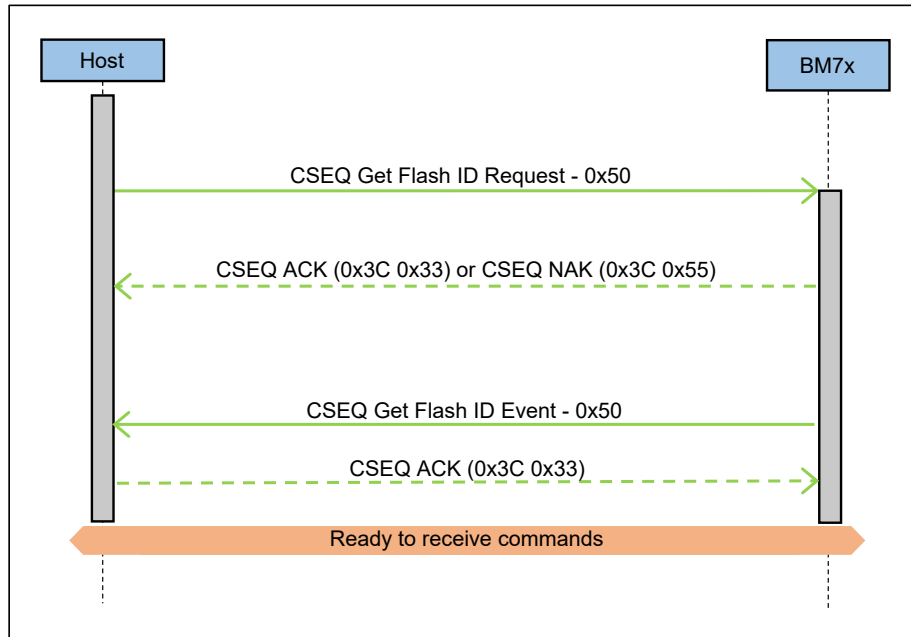 Host
BM7x
CSEQ Get Flash ID Request - 0x50
CSEQ ACK (0x3C 0x33) or CSEQ NAK (0x3C 0x55)
CSEQ Get Flash ID Event - 0x50
CSEQ ACK (0x3C 0x33)
Ready to receive commands